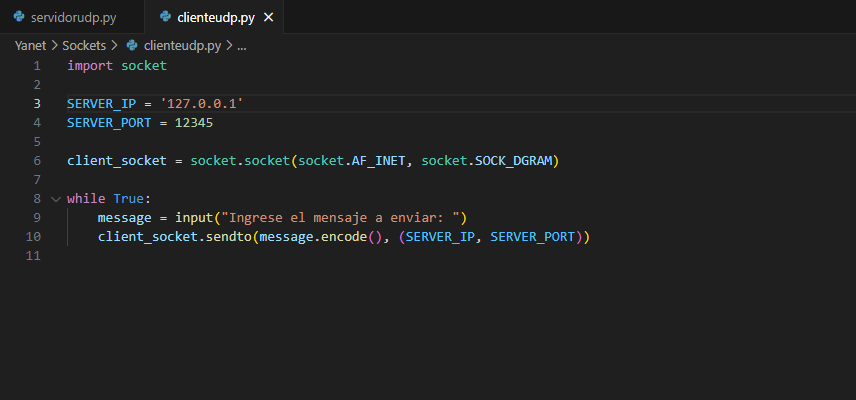 servidorudp.py clienteudp.py ×
Yanet > Sockets > clienteudp.py > ...
1 import socket
2
3 SERVER_IP = '127.0.0.1'
4 SERVER_PORT = 12345
5
6 client_socket = socket.socket(socket.AF_INET, socket.SOCK_DGRAM)
7
8 while True:
9     message = input("Ingrese el mensaje a enviar: ")
10     client_socket.sendto(message.encode(), (SERVER_IP, SERVER_PORT))
11